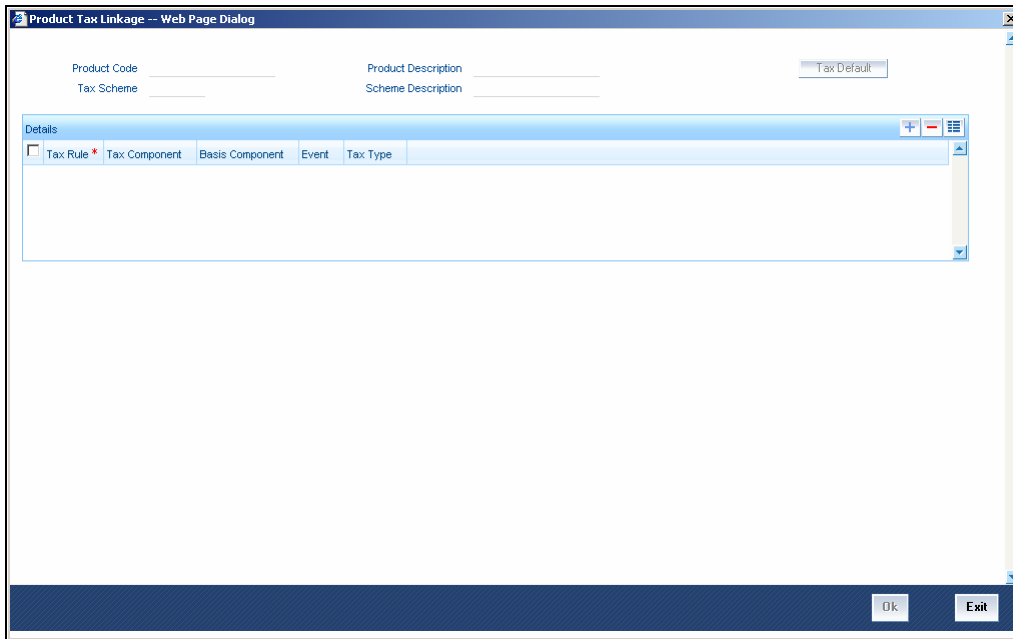 Product Tax Linkage -- Web Page Dialog
Product Code Product Description Tax Default
Tax Scheme Scheme Description
Details
Tax Rule * Tax Component Basis Component Event Tax Type
Ok Exit